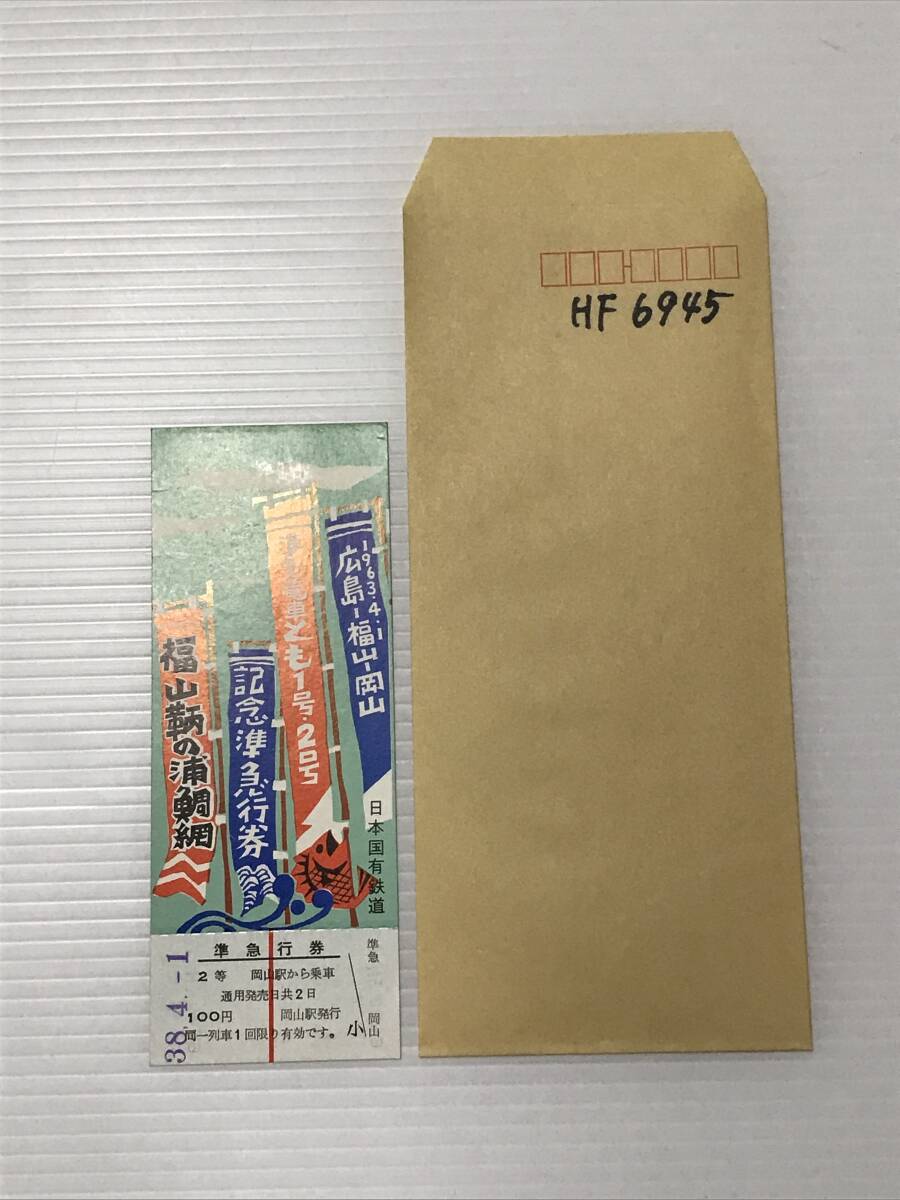 HF 6945
1963.4.1
広島-福山-岡山
準急電車とも1号・2号
記念準急行券
福山鞆の浦鯛網
日本国有鉄道
準急行券
2等 岡山駅から乗車
通用発売日共2日
100円 岡山駅発行
同一列車1回限り有効です。
準急
小
岡山
38.4.-1